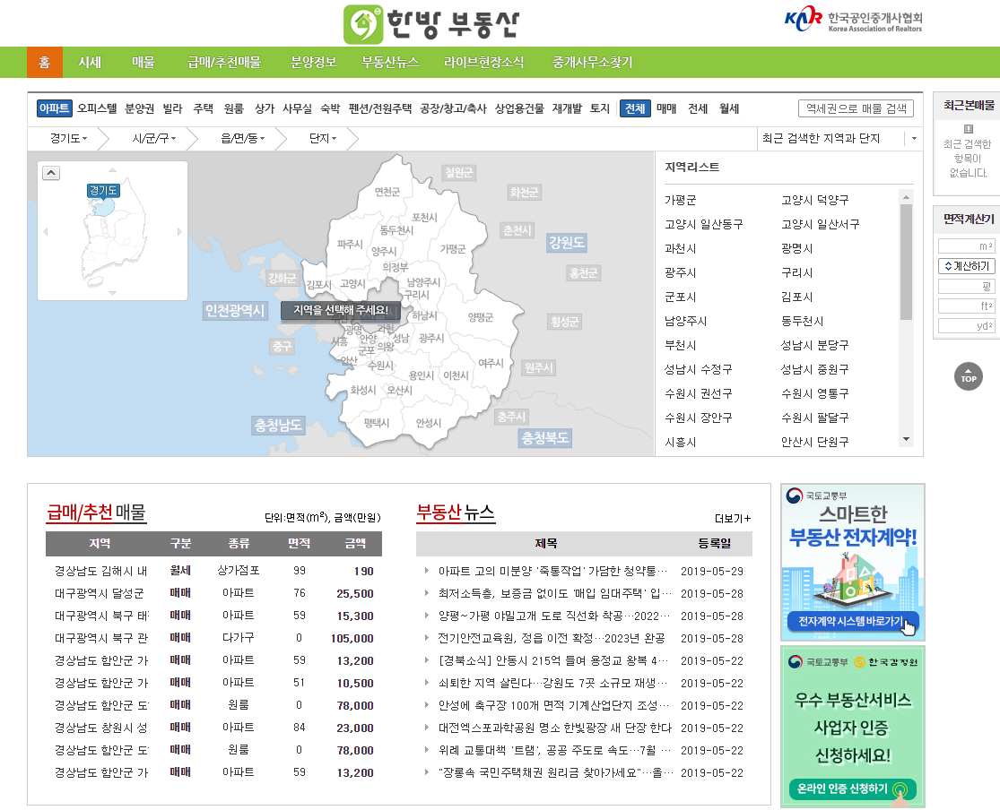 한방 부동산
KAR 한국공인중개사협회
Korea Association of Realtors
홈 시세 매물 급매/추천매물 분양정보 부동산뉴스 라이브현장소식 중개사무소찾기
아파트 오피스텔 분양권 빌라 주택 원룸 상가 사무실 숙박 펜션/전원주택 공장/창고/축사 상업용건물 재개발 토지 전체 매매 전세 월세 역세권으로 매물 검색
경기도 시/군/구 읍/면/동 단지 최근 검색한 지역과 단지
경기도
연천군
포천시
동두천시
파주시
양주시
가평군
의정부
김포시
고양시
남양주시
구리시
지역을 선택해 주세요!
하남시
양평군
광명
과천
시흥
안양
성남
광주시
군포
의왕
안산
수원시
용인시
이천시
여주시
화성시
오산시
평택시
안성시
철원군
화천군
춘천시
강원도
홍천군
강화군
인천광역시
횡성군
중구
원주시
충주시
충청남도
충청북도
지역리스트
가평군 고양시 덕양구
고양시 일산동구 고양시 일산서구
과천시 광명시
광주시 구리시
군포시 김포시
남양주시 동두천시
부천시 성남시 분당구
성남시 수정구 성남시 중원구
수원시 권선구 수원시 영통구
수원시 장안구 수원시 팔달구
시흥시 안산시 단원구
최근본매물
최근 검색한
항목이
없습니다.
면적계산기
m²
계산하기
평
ft²
yd²
TOP
급매/추천 매물 단위:면적(m²), 금액(만원)
지역 구분 종류 면적 금액
경상남도 김해시 내 월세 상가점포 99 190
대구광역시 달성군 매매 아파트 76 25,500
대구광역시 북구 태 매매 아파트 59 15,300
대구광역시 북구 관 매매 다가구 0 105,000
경상남도 함안군 가 매매 아파트 59 13,200
경상남도 함안군 가 매매 아파트 51 10,500
경상남도 함안군 도 매매 원룸 0 78,000
경상남도 창원시 성 매매 아파트 84 23,000
경상남도 함안군 도 매매 원룸 0 78,000
경상남도 함안군 가 매매 아파트 59 13,200
부동산 뉴스 더보기+
제목 등록일
아파트 고의 미분양 '죽통작업' 가담한 청약통… 2019-05-29
최저소득층, 보증금 없이도 '매입 임대주택' 입… 2019-05-28
양평~가평 야밀고개 도로 직선화 착공…2022… 2019-05-28
전기안전교육원, 정읍 이전 확정…2023년 완공 2019-05-28
[경북소식] 안동시 215억 들여 용정교 왕복 4… 2019-05-22
쇠퇴한 지역 살린다…강원도 7곳 소규모 재생… 2019-05-22
안성에 축구장 100개 면적 기계산업단지 조성… 2019-05-22
대전엑스포과학공원 명소 한빛광장 새 단장 한다 2019-05-22
위례 교통대책 '트램', 공공 주도로 속도…7월 … 2019-05-22
"장롱속 국민주택채권 원리금 찾아가세요"…올… 2019-05-22
국토교통부
스마트한
부동산 전자계약!
전자계약 시스템 바로가기
국토교통부 한국감정원
우수 부동산서비스
사업자 인증
신청하세요!
온라인 인증 신청하기